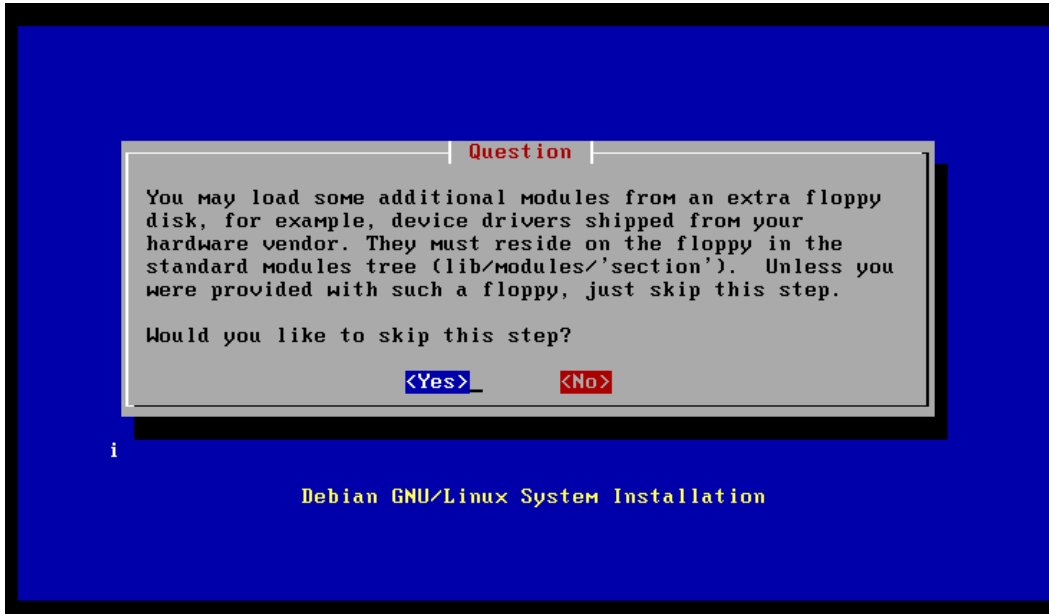 Question
You may load some additional modules from an extra floppy
disk, for example, device drivers shipped from your
hardware vendor. They must reside on the floppy in the
standard modules tree (lib/modules/'section').  Unless you
were provided with such a floppy, just skip this step.
Would you like to skip this step?
<Yes> <No>
i
Debian GNU/Linux System Installation